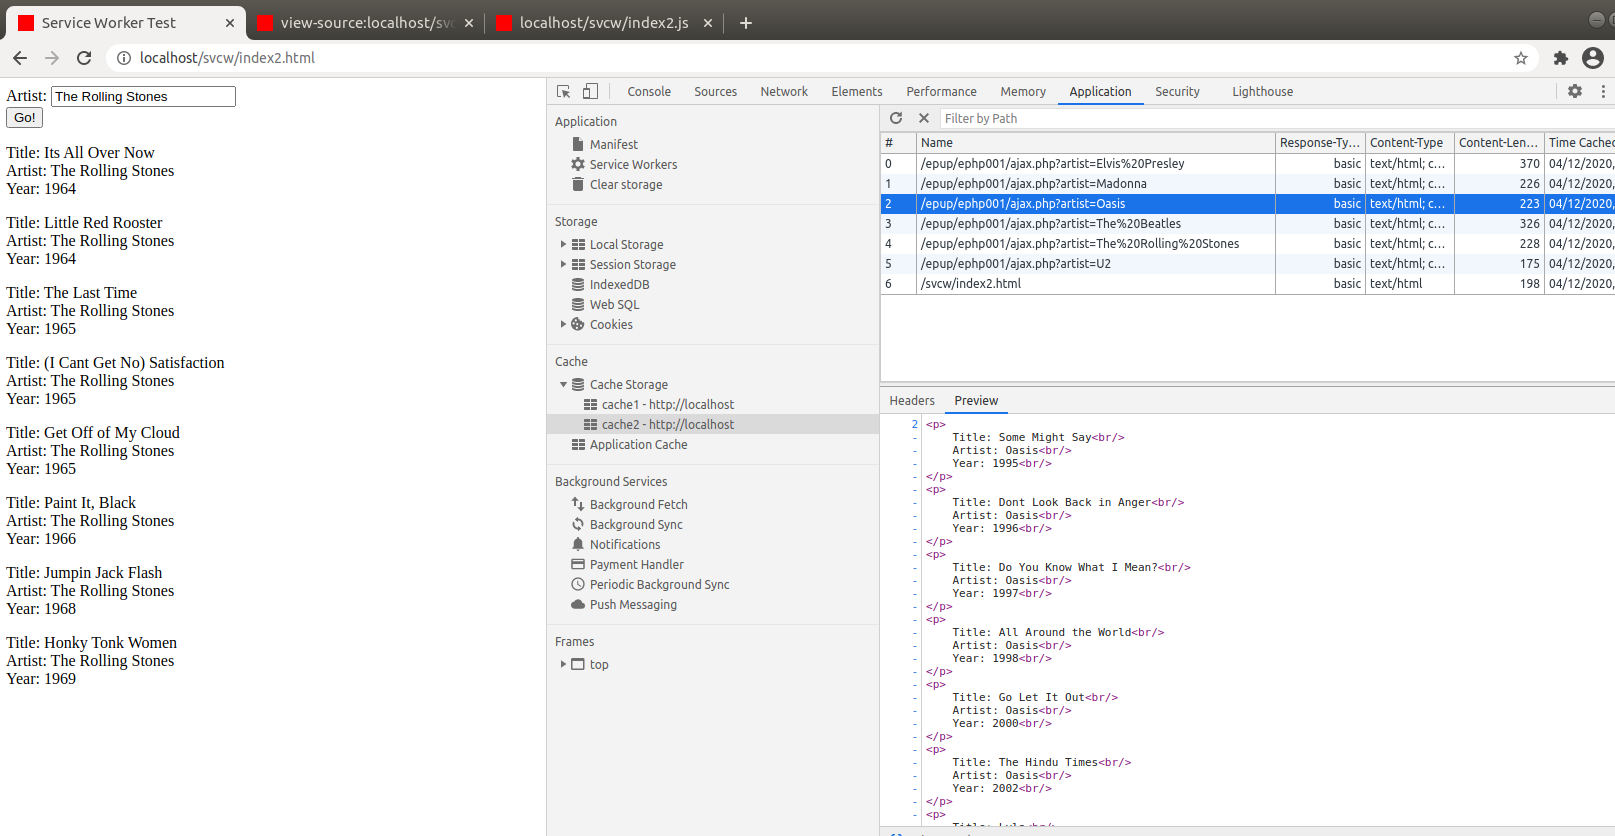 Service Worker Test
view-source:localhost/svc
localhost/svcw/index2.js
localhost/svcw/index2.html
Artist: The Rolling Stones
Go!
Title: Its All Over Now
Artist: The Rolling Stones
Year: 1964
Title: Little Red Rooster
Artist: The Rolling Stones
Year: 1964
Title: The Last Time
Artist: The Rolling Stones
Year: 1965
Title: (I Cant Get No) Satisfaction
Artist: The Rolling Stones
Year: 1965
Title: Get Off of My Cloud
Artist: The Rolling Stones
Year: 1965
Title: Paint It, Black
Artist: The Rolling Stones
Year: 1966
Title: Jumpin Jack Flash
Artist: The Rolling Stones
Year: 1968
Title: Honky Tonk Women
Artist: The Rolling Stones
Year: 1969
Console Sources Network Elements Performance Memory Application Security Lighthouse
Application
Manifest
Service Workers
Clear storage
Storage
Local Storage
Session Storage
IndexedDB
Web SQL
Cookies
Cache
Cache Storage
cache1 - http://localhost
cache2 - http://localhost
Application Cache
Background Services
Background Fetch
Background Sync
Notifications
Payment Handler
Periodic Background Sync
Push Messaging
Frames
top
Filter by Path
# Name Response-Ty... Content-Type Content-Len... Time Cached
0 /epup/ephp001/ajax.php?artist=Elvis%20Presley basic text/html; c... 370 04/12/2020,
1 /epup/ephp001/ajax.php?artist=Madonna basic text/html; c... 226 04/12/2020,
2 /epup/ephp001/ajax.php?artist=Oasis basic text/html; c... 223 04/12/2020,
3 /epup/ephp001/ajax.php?artist=The%20Beatles basic text/html; c... 326 04/12/2020,
4 /epup/ephp001/ajax.php?artist=The%20Rolling%20Stones basic text/html; c... 228 04/12/2020,
5 /epup/ephp001/ajax.php?artist=U2 basic text/html; c... 175 04/12/2020,
6 /svcw/index2.html basic text/html 198 04/12/2020,
Headers Preview
2 <p>
- Title: Some Might Say<br/>
- Artist: Oasis<br/>
- Year: 1995<br/>
- </p>
- <p>
- Title: Dont Look Back in Anger<br/>
- Artist: Oasis<br/>
- Year: 1996<br/>
- </p>
- <p>
- Title: Do You Know What I Mean?<br/>
- Artist: Oasis<br/>
- Year: 1997<br/>
- </p>
- <p>
- Title: All Around the World<br/>
- Artist: Oasis<br/>
- Year: 1998<br/>
- </p>
- <p>
- Title: Go Let It Out<br/>
- Artist: Oasis<br/>
- Year: 2000<br/>
- </p>
- <p>
- Title: The Hindu Times<br/>
- Artist: Oasis<br/>
- Year: 2002<br/>
- </p>
- <p>